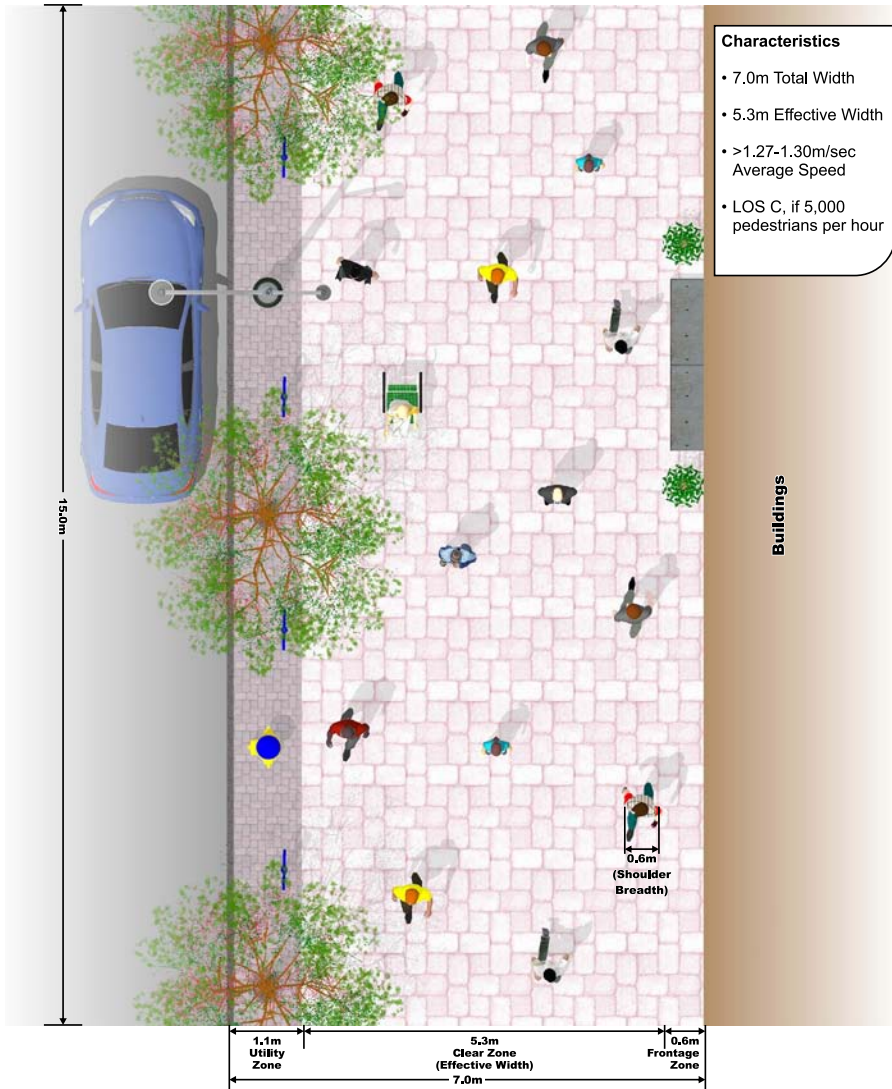 Characteristics
• 7.0m Total Width
• 5.3m Effective Width
• >1.27-1.30m/sec
Average Speed
• LOS C, if 5,000
pedestrians per hour
15.0m
Buildings
0.6m
(Shoulder
Breadth)
1.1m
Utility
Zone
5.3m
Clear Zone
(Effective Width)
0.6m
Frontage
Zone
7.0m